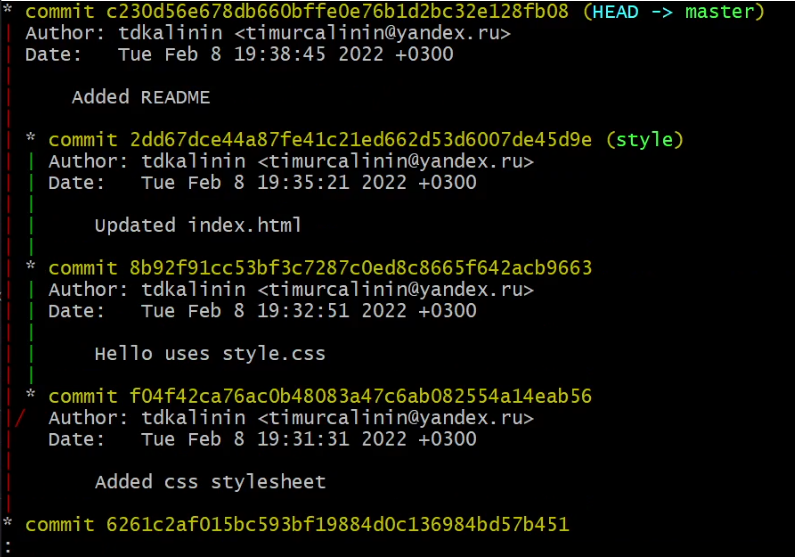 * commit c230d56e678db660bffe0e76b1d2bc32e128fb08 (HEAD -> master)
| Author: tdkalinin <timurcalinin@yandex.ru>
| Date:   Tue Feb 8 19:38:45 2022 +0300
|
|     Added README
|
| * commit 2dd67dce44a87fe41c21ed662d53d6007de45d9e (style)
| | Author: tdkalinin <timurcalinin@yandex.ru>
| | Date:   Tue Feb 8 19:35:21 2022 +0300
| |
| |     Updated index.html
| |
| * commit 8b92f91cc53bf3c7287c0ed8c8665f642acb9663
| | Author: tdkalinin <timurcalinin@yandex.ru>
| | Date:   Tue Feb 8 19:32:51 2022 +0300
| |
| |     Hello uses style.css
| |
| * commit f04f42ca76ac0b48083a47c6ab082554a14eab56
|/  Author: tdkalinin <timurcalinin@yandex.ru>
|   Date:   Tue Feb 8 19:31:31 2022 +0300
|
|       Added css stylesheet
|
* commit 6261c2af015bc593bf19884d0c136984bd57b451
: